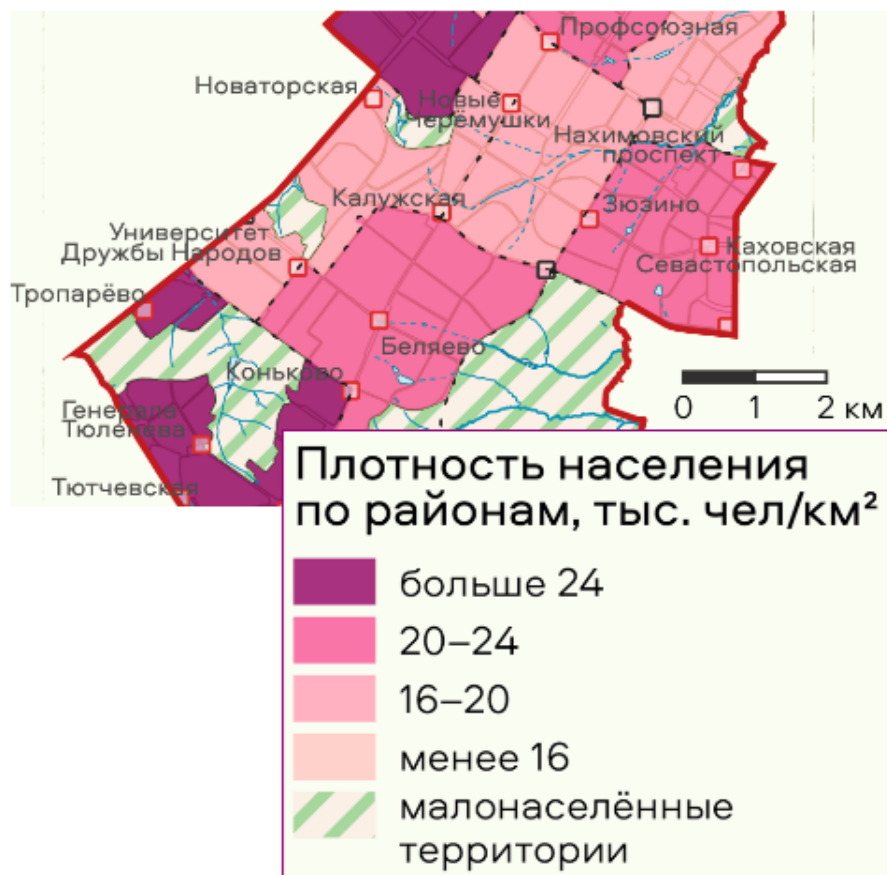 Профсоюзная
Новаторская
Новые
Черёмушки
Нахимовский
проспект
Калужская
Зюзино
Университет
Дружбы Народов
Каховская
Севастопольская
Тропарёво
Беляево
Коньково
0 1 2 км
Генерала
Тюленева
Тютчевская
Плотность населения
по районам, тыс. чел/км²
больше 24
20–24
16–20
менее 16
малонаселённые
территории